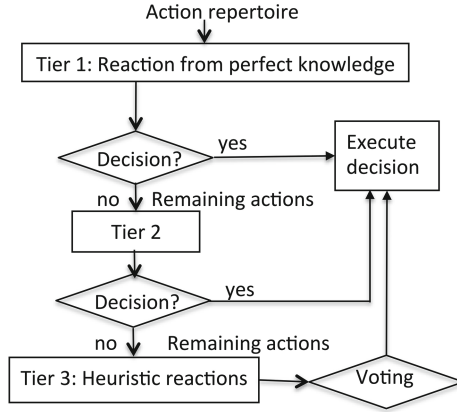 Action repertoire
Tier 1: Reaction from perfect knowledge
Decision?
yes
Execute
decision
no
Remaining actions
Tier 2
Decision?
yes
no
Remaining actions
Tier 3: Heuristic reactions
Voting